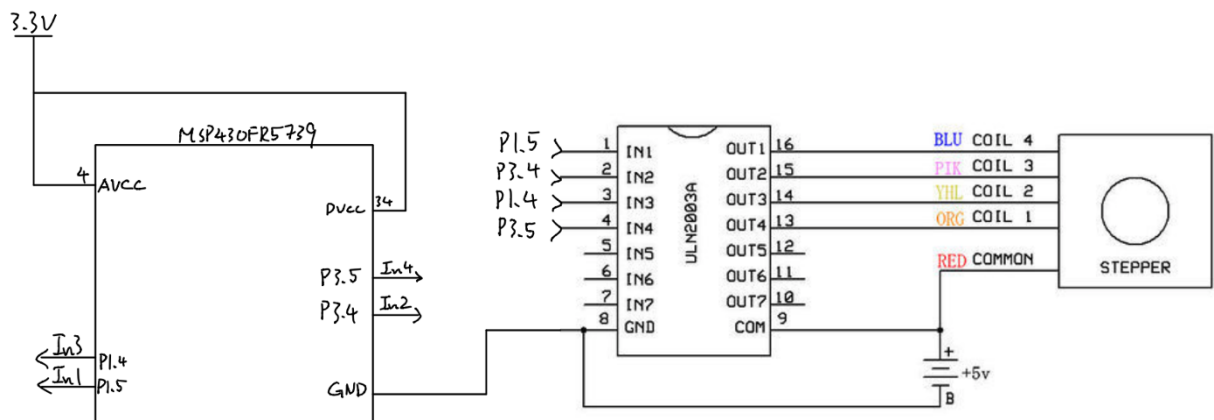 3.3V
MSP430FR5739
4
AVCC
DVCC
34
P3.5
In4
P3.4
In2
In3
P1.4
In1
P1.5
GND
P1.5
P3.4
P1.4
P3.5
1 IN1
2 IN2
3 IN3
4 IN4
5 IN5
6 IN6
7 IN7
8 GND
ULN2003A
OUT1 16
OUT2 15
OUT3 14
OUT4 13
OUT5 12
OUT6 11
OUT7 10
COM 9
BLU COIL 4
PIK COIL 3
YHL COIL 2
ORG COIL 1
RED COMMON
STEPPER
+
+5v
B